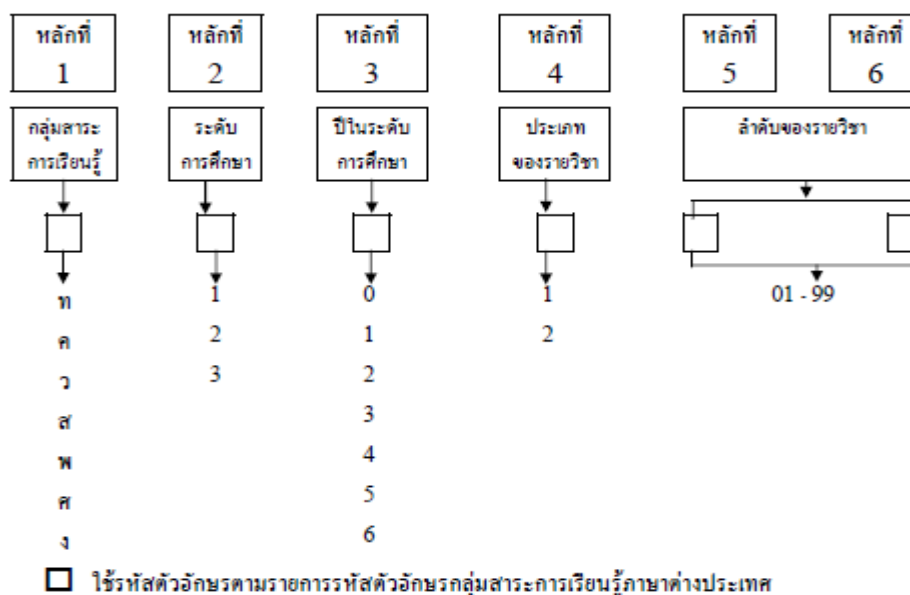 หลักที่ หลักที่ หลักที่ หลักที่ หลักที่ หลักที่
1 2 3 4 5 6
กลุ่มสาระ ระดับ ปีในระดับ ประเภท ลำดับของรายวิชา
การเรียนรู้ การศึกษา การศึกษา ของรายวิชา
ท 1 0 1 01 - 99
ค 2 1 2
ว 3 2
ส 3
พ 4
ศ 5
ง 6
ใช้รหัสตัวอักษรตามรายการรหัสตัวอักษรกลุ่มสาระการเรียนรู้ภาษาต่างประเทศ